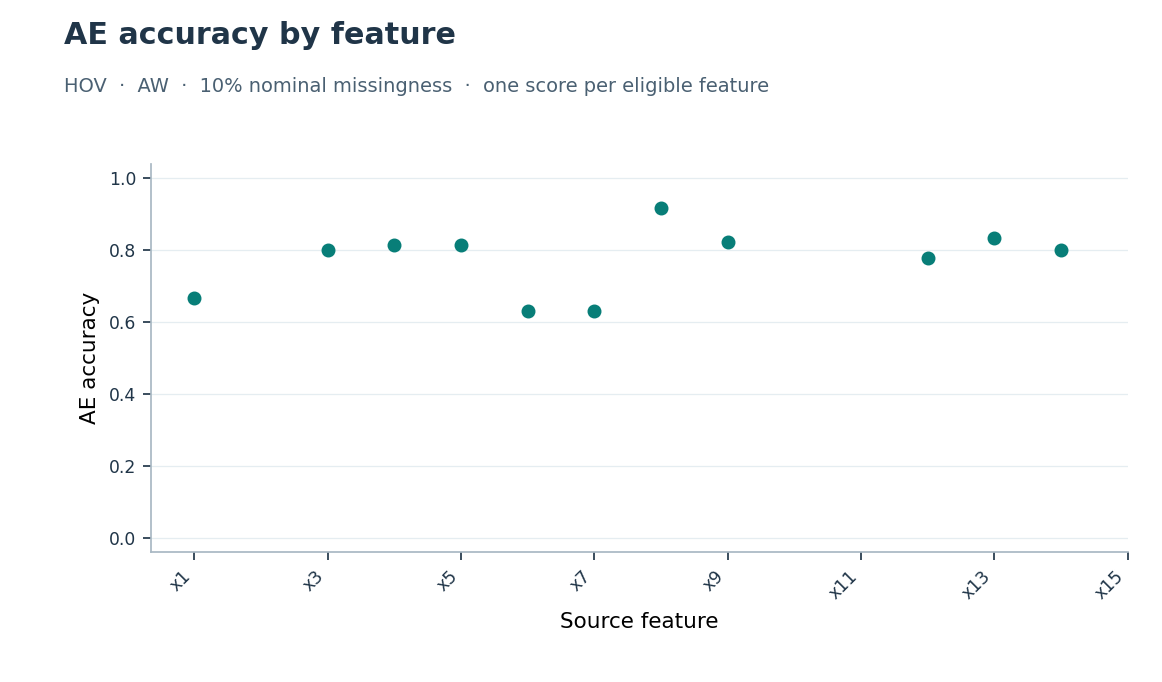 AE accuracy by feature
HOV · AW · 10% nominal missingness · one score per eligible feature
AE accuracy
1.0
0.8
0.6
0.4
0.2
0.0
x1 x3 x5 x7 x9 x11 x13 x15
Source feature